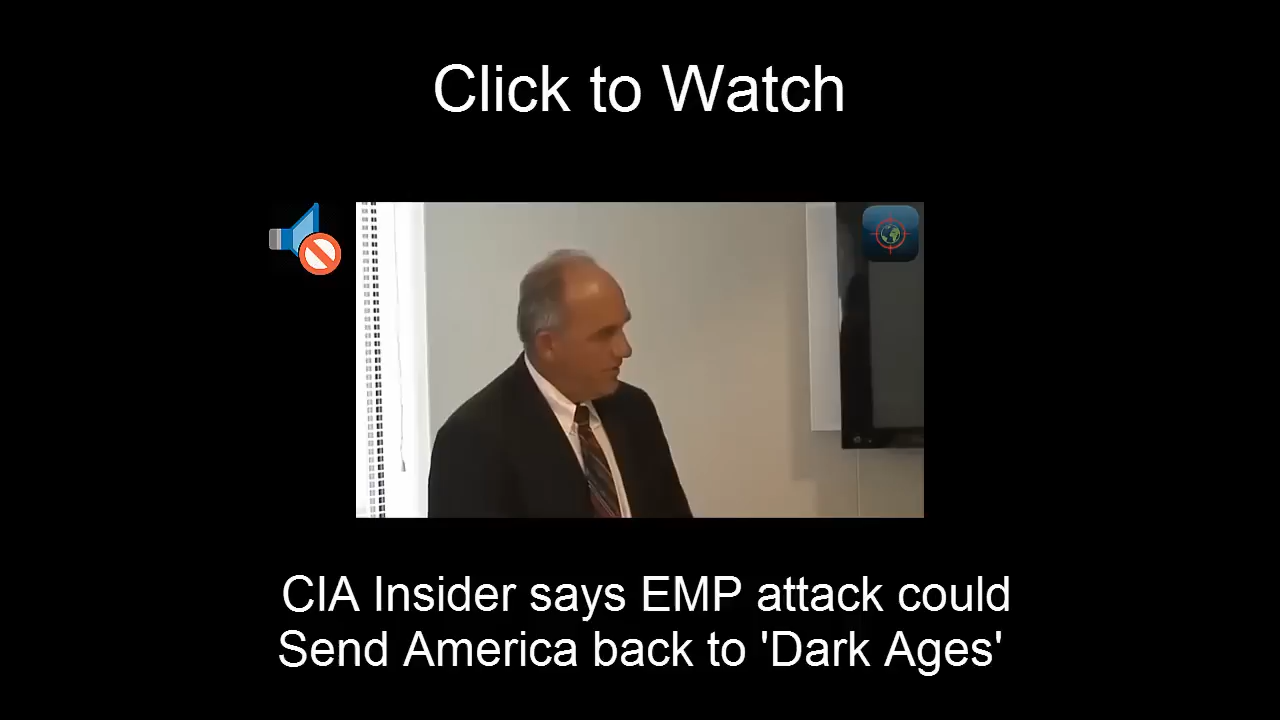 Click to Watch
CIA Insider says EMP attack could
Send America back to 'Dark Ages'